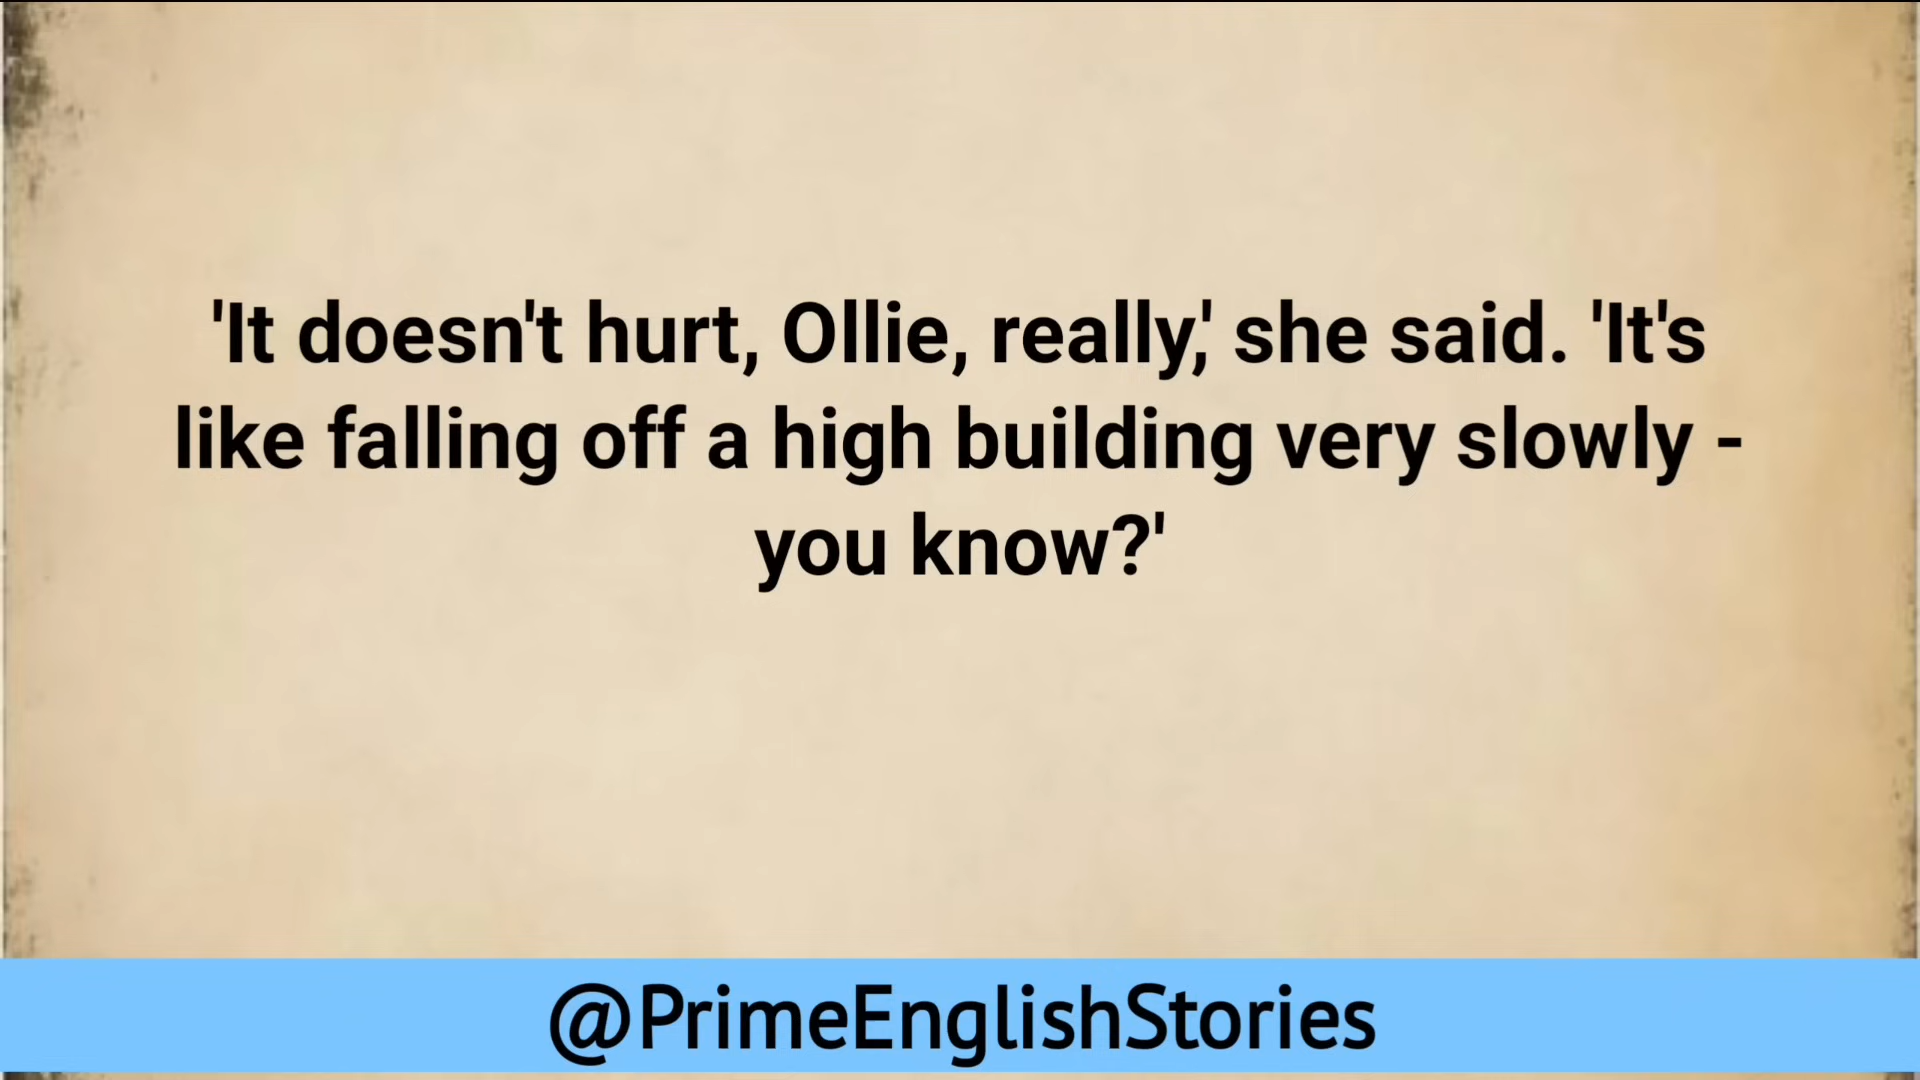 'It doesn't hurt, Ollie, really,' she said. 'It's
like falling off a high building very slowly -
you know?'
@PrimeEnglishStories